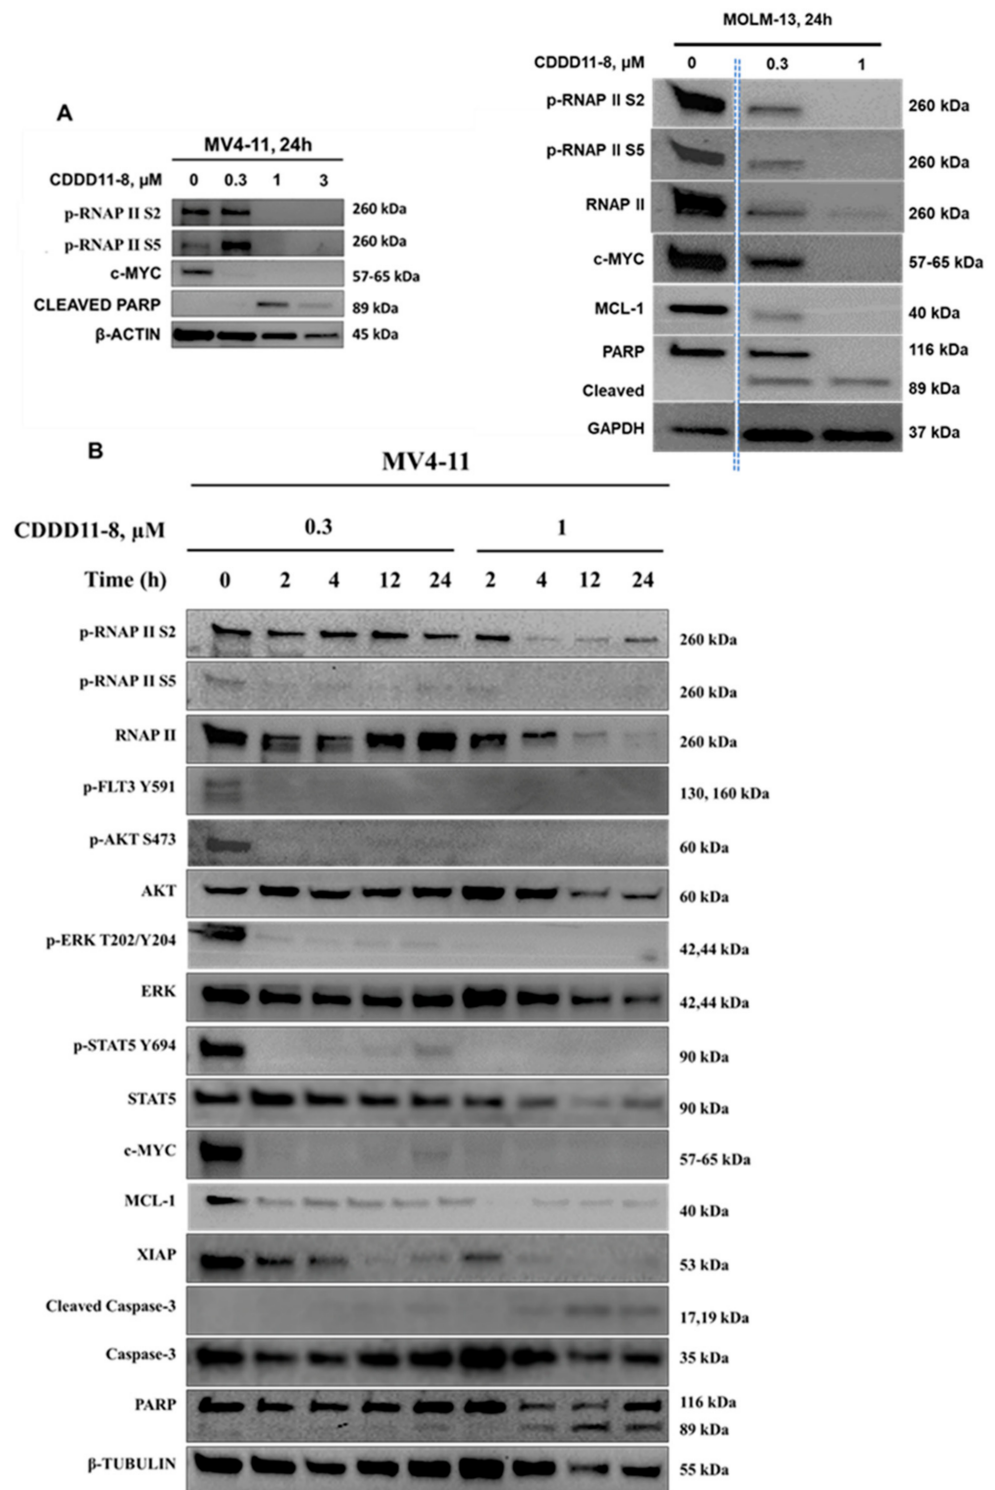 A
MV4-11, 24h
CDDD11-8, μM 0 0.3 1 3
p-RNAP II S2 260 kDa
p-RNAP II S5 260 kDa
c-MYC 57-65 kDa
CLEAVED PARP 89 kDa
β-ACTIN 45 kDa
MOLM-13, 24h
CDDD11-8, μM 0 0.3 1
p-RNAP II S2 260 kDa
p-RNAP II S5 260 kDa
RNAP II 260 kDa
c-MYC 57-65 kDa
MCL-1 40 kDa
PARP 116 kDa
Cleaved 89 kDa
GAPDH 37 kDa
B
MV4-11
CDDD11-8, μM 0.3 1
Time (h) 0 2 4 12 24 2 4 12 24
p-RNAP II S2 260 kDa
p-RNAP II S5 260 kDa
RNAP II 260 kDa
p-FLT3 Y591 130, 160 kDa
p-AKT S473 60 kDa
AKT 60 kDa
p-ERK T202/Y204 42,44 kDa
ERK 42,44 kDa
p-STAT5 Y694 90 kDa
STAT5 90 kDa
c-MYC 57-65 kDa
MCL-1 40 kDa
XIAP 53 kDa
Cleaved Caspase-3 17,19 kDa
Caspase-3 35 kDa
PARP 116 kDa
89 kDa
β-TUBULIN 55 kDa